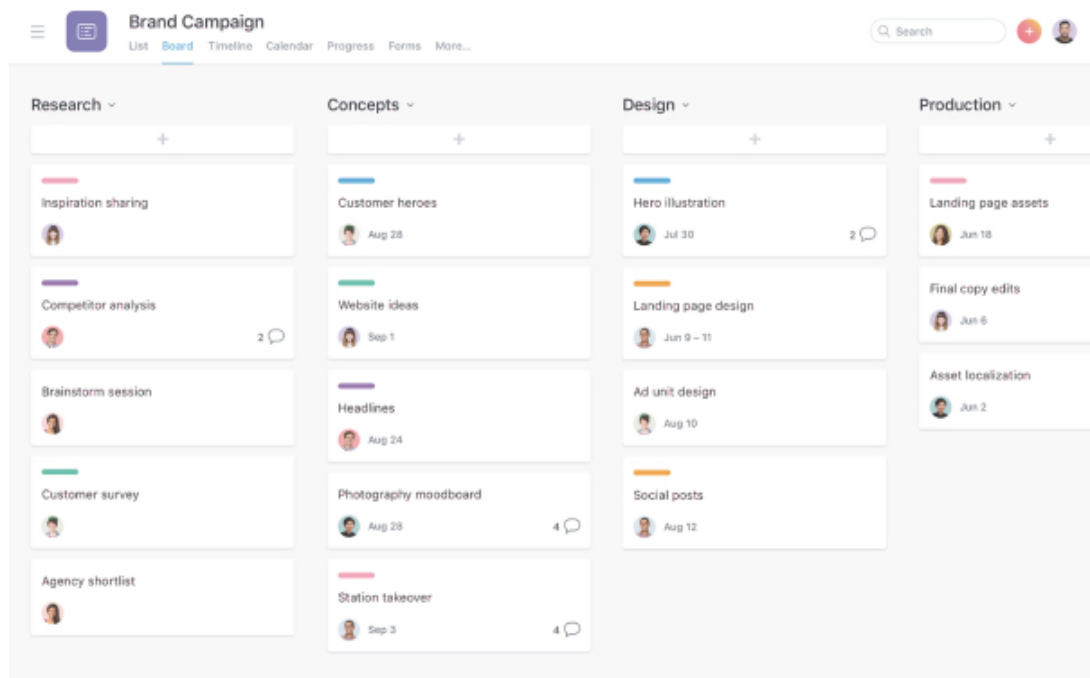 Brand Campaign
List Board Timeline Calendar Progress Forms More...
Search
Research
Concepts
Design
Production
Inspiration sharing
Competitor analysis
2
Brainstorm session
Customer survey
Agency shortlist
Customer heroes
Aug 28
Website ideas
Sep 1
Headlines
Aug 24
Photography moodboard
Aug 28
4
Station takeover
Sep 3
4
Hero illustration
Jul 30
2
Landing page design
Jun 9 – 11
Ad unit design
Aug 10
Social posts
Aug 12
Landing page assets
Jun 18
Final copy edits
Jun 6
Asset localization
Jun 2